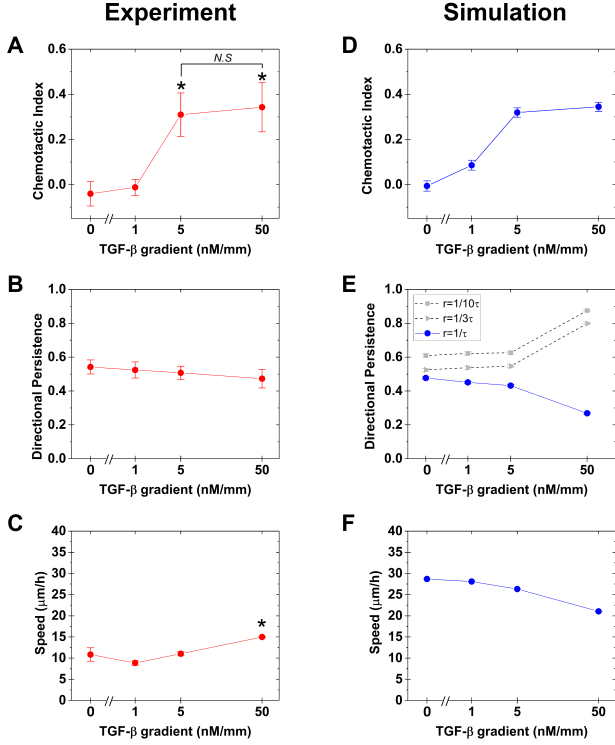 Experiment
Simulation
A
Chemotactic Index
0.6
0.4
0.2
0.0
N.S
*
*
0
//
1
5
50
TGF-β gradient (nM/mm)
D
Chemotactic Index
0.6
0.4
0.2
0.0
0
//
1
5
50
TGF-β gradient (nM/mm)
B
Directional Persistence
1.0
0.8
0.6
0.4
0.2
0.0
0
//
1
5
50
TGF-β gradient (nM/mm)
E
Directional Persistence
1.0
0.8
0.6
0.4
0.2
0.0
r=1/10τ
r=1/3τ
r=1/τ
0
//
1
5
50
TGF-β gradient (nM/mm)
C
Speed (μm/h)
40
35
30
25
20
15
10
5
0
*
0
//
1
5
50
TGF-β gradient (nM/mm)
F
Speed (μm/h)
40
35
30
25
20
15
10
5
0
0
//
1
5
50
TGF-β gradient (nM/mm)